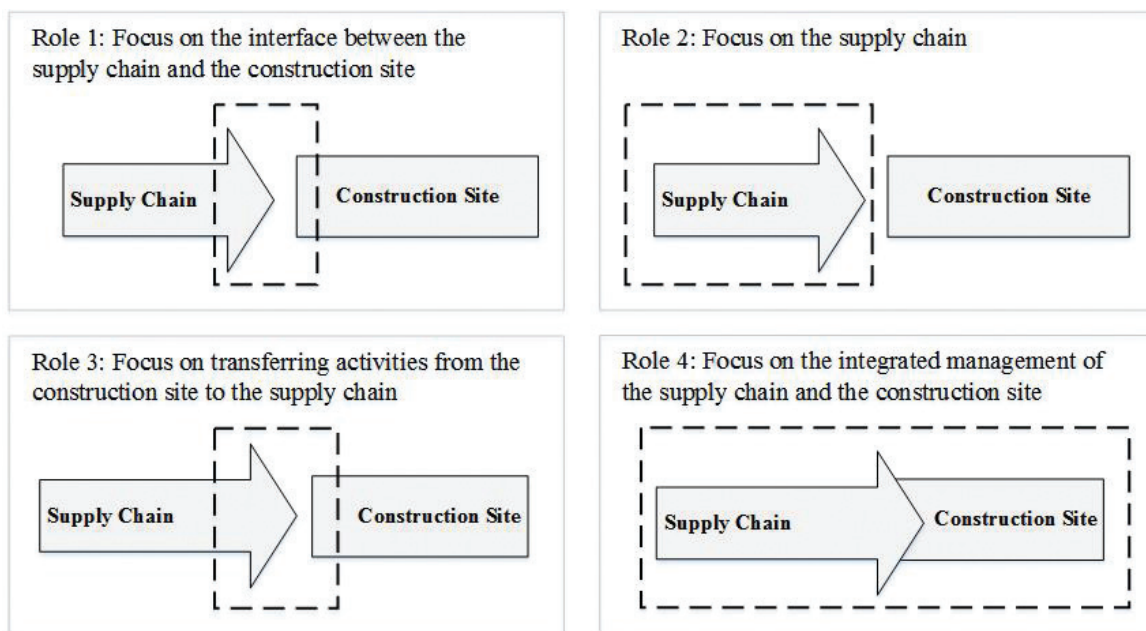 Role 1: Focus on the interface between the
supply chain and the construction site
Supply Chain
Construction Site
Role 2: Focus on the supply chain
Supply Chain
Construction Site
Role 3: Focus on transferring activities from the
construction site to the supply chain
Supply Chain
Construction Site
Role 4: Focus on the integrated management of
the supply chain and the construction site
Supply Chain
Construction Site